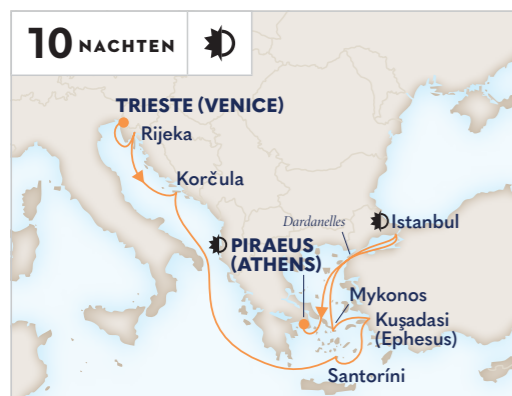 10 NACHTEN
TRIESTE (VENICE)
Rijeka
Korčula
Dardanelles
Istanbul
PIRAEUS
(ATHENS)
Mykonos
Kuşadasi
(Ephesus)
Santoríni